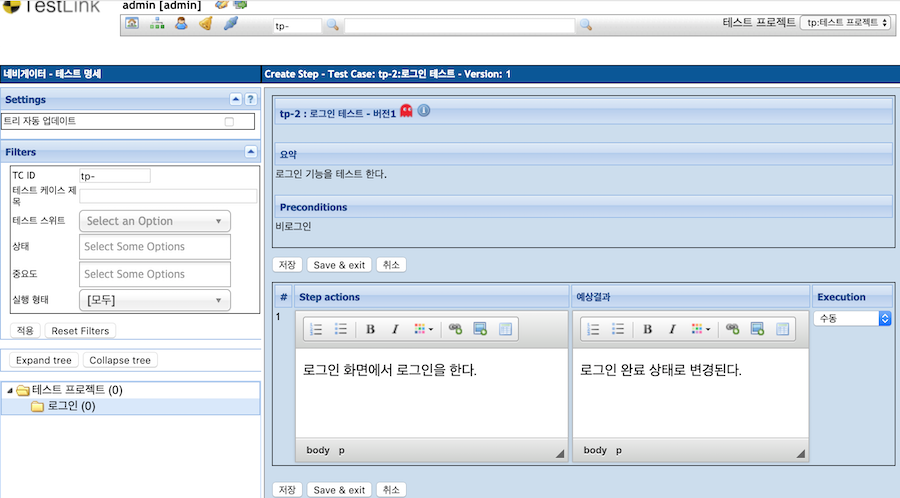 TestLink
admin [admin]
tp-
테스트 프로젝트 tp:테스트 프로젝트
네비게이터 - 테스트 명세
Create Step - Test Case: tp-2:로그인 테스트 - Version: 1
Settings
?
트리 자동 업데이트
Filters
TC ID tp-
테스트 케이스 제
목
테스트 스위트 Select an Option
상태 Select Some Options
중요도 Select Some Options
실행 형태 [모두]
적용 Reset Filters
Expand tree Collapse tree
테스트 프로젝트 (0)
로그인 (0)
tp-2 : 로그인 테스트 - 버전1
요약
로그인 기능을 테스트 한다.
Preconditions
비로그인
저장 Save & exit 취소
# Step actions 예상결과 Execution
1 B I B I 수동
로그인 화면에서 로그인을 한다. 로그인 완료 상태로 변경된다.
body p body p
저장 Save & exit 취소